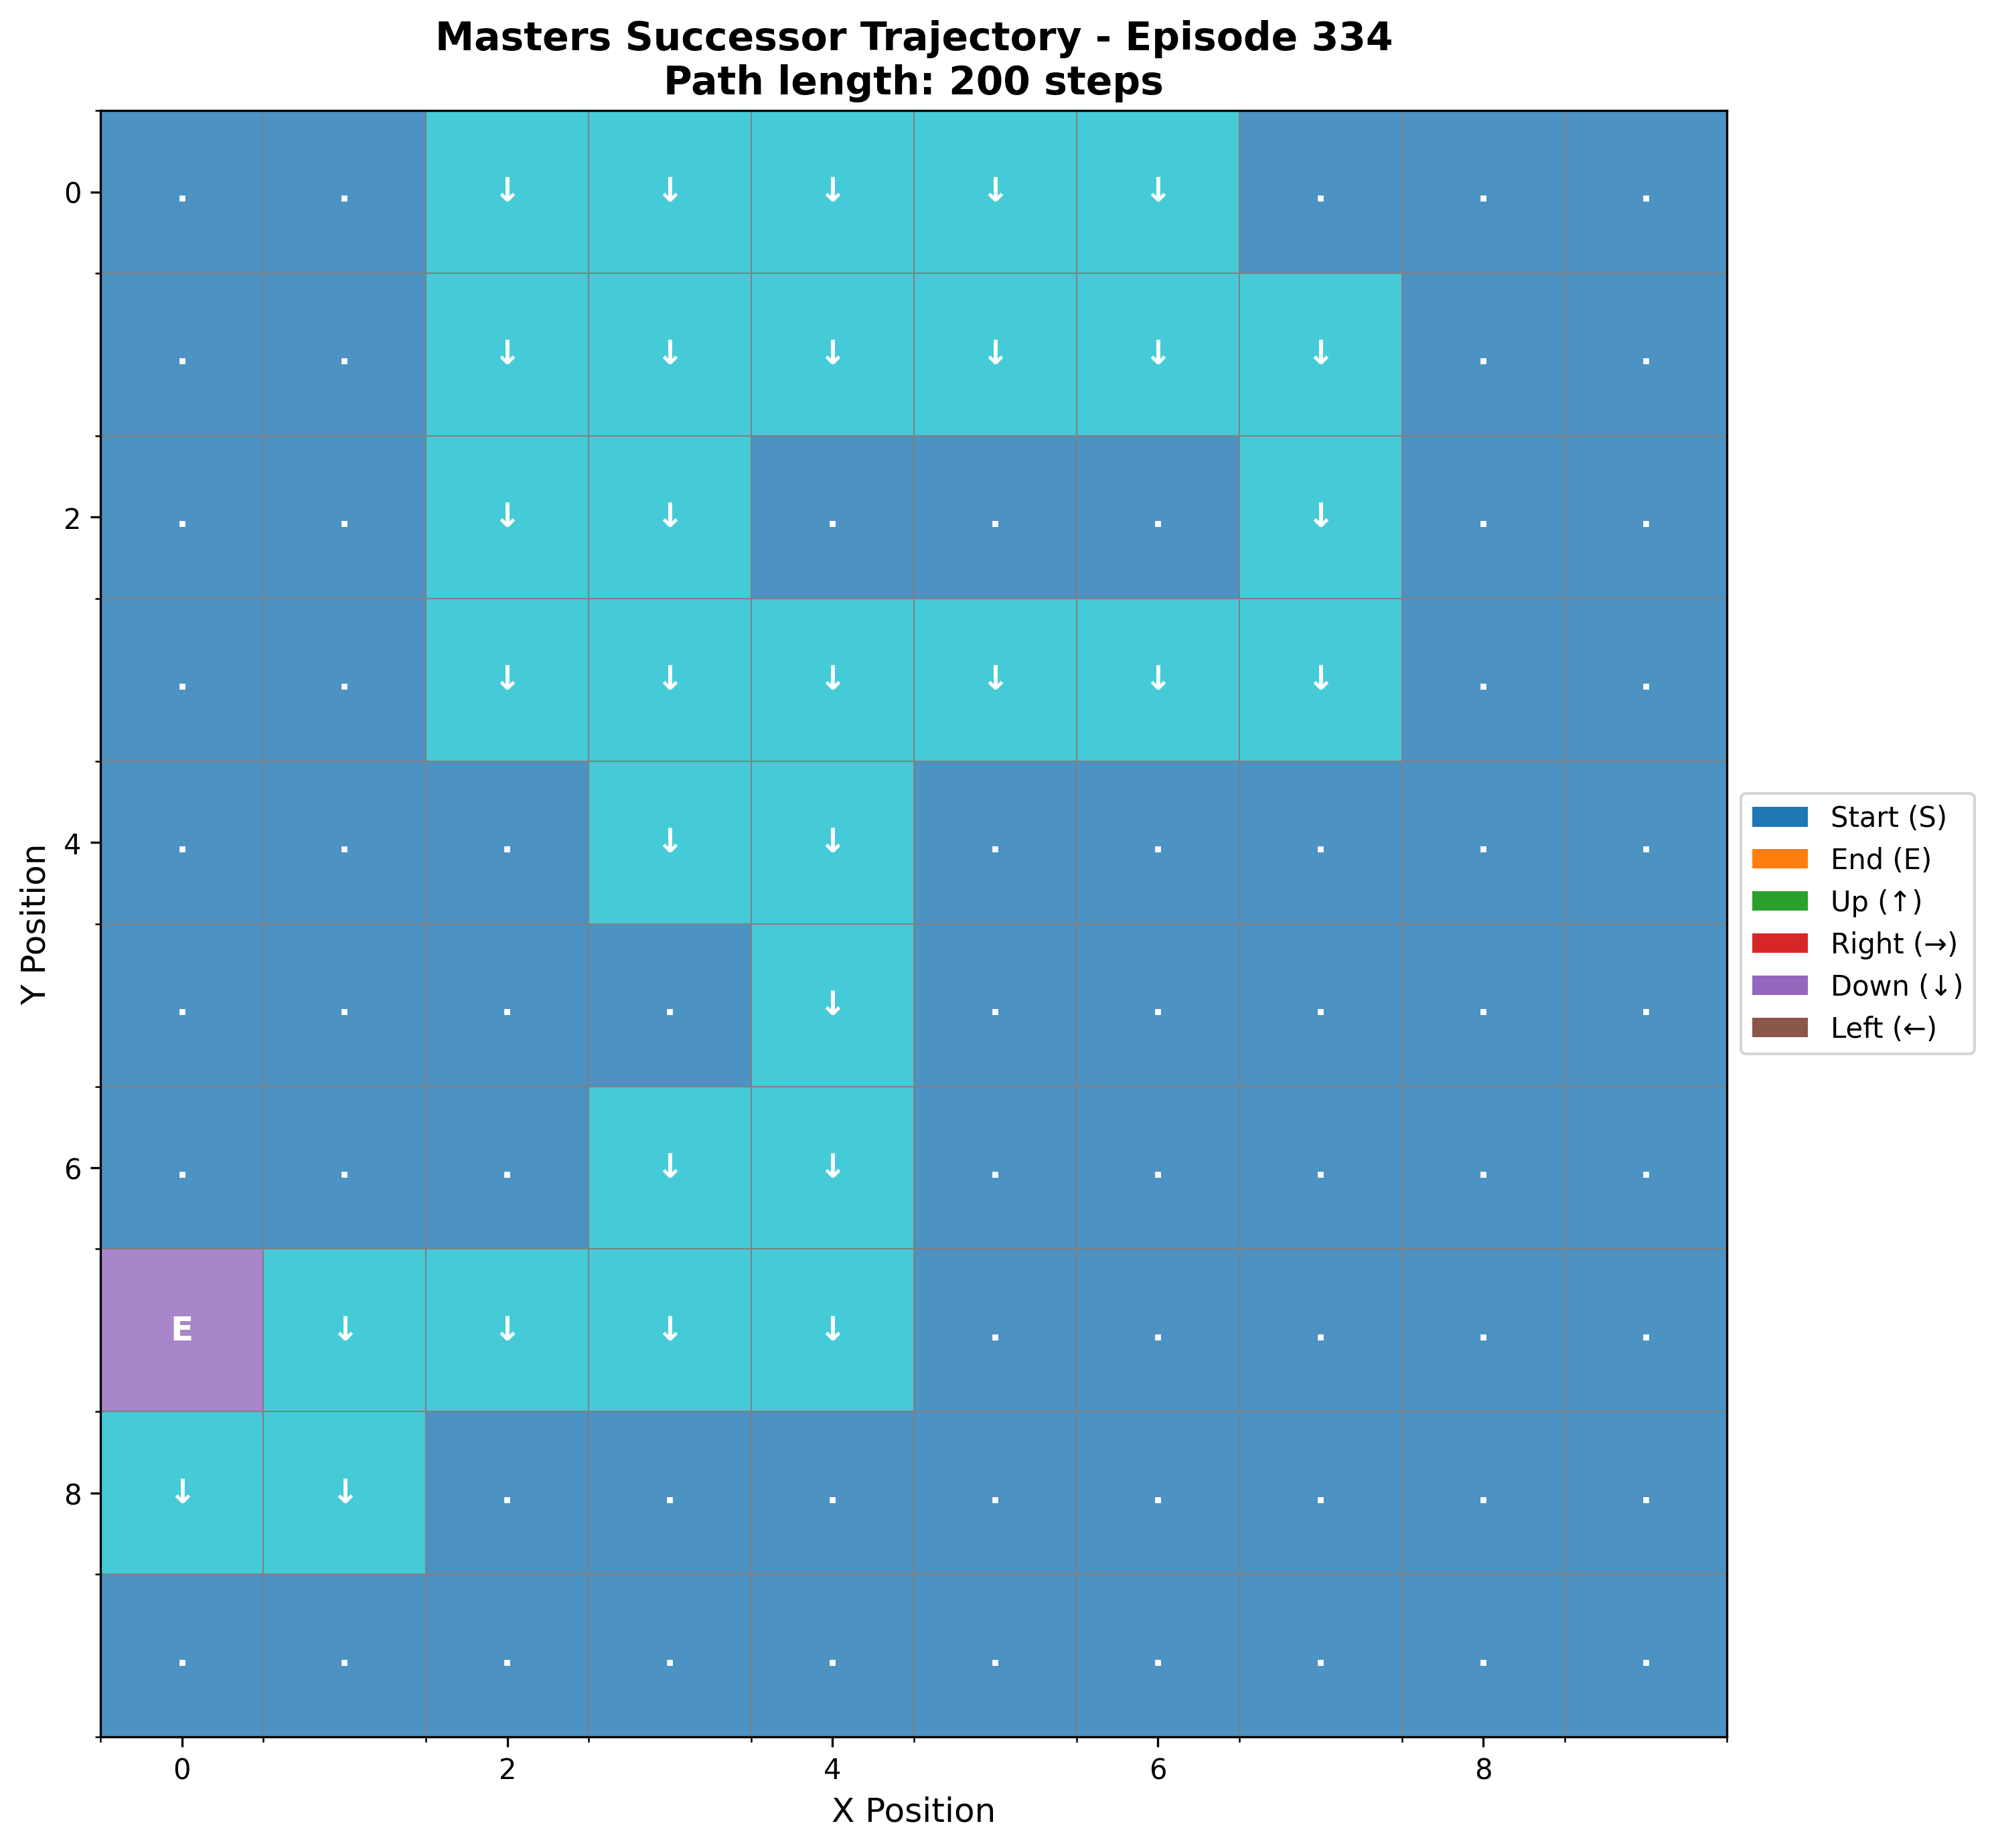 Masters Successor Trajectory - Episode 334
Path length: 200 steps
0 . . ↓ ↓ ↓ ↓ ↓ . . .
. . ↓ ↓ ↓ ↓ ↓ ↓ . .
2 . . ↓ ↓ . . . ↓ . .
. . ↓ ↓ ↓ ↓ ↓ ↓ . .
4 . . . ↓ ↓ . . . . .
. . . . ↓ . . . . .
6 . . . ↓ ↓ . . . . .
E ↓ ↓ ↓ ↓ . . . . .
8 ↓ ↓ . . . . . . . .
. . . . . . . . . .
0 2 4 6 8
X Position
Y Position
Start (S)
End (E)
Up (↑)
Right (→)
Down (↓)
Left (←)